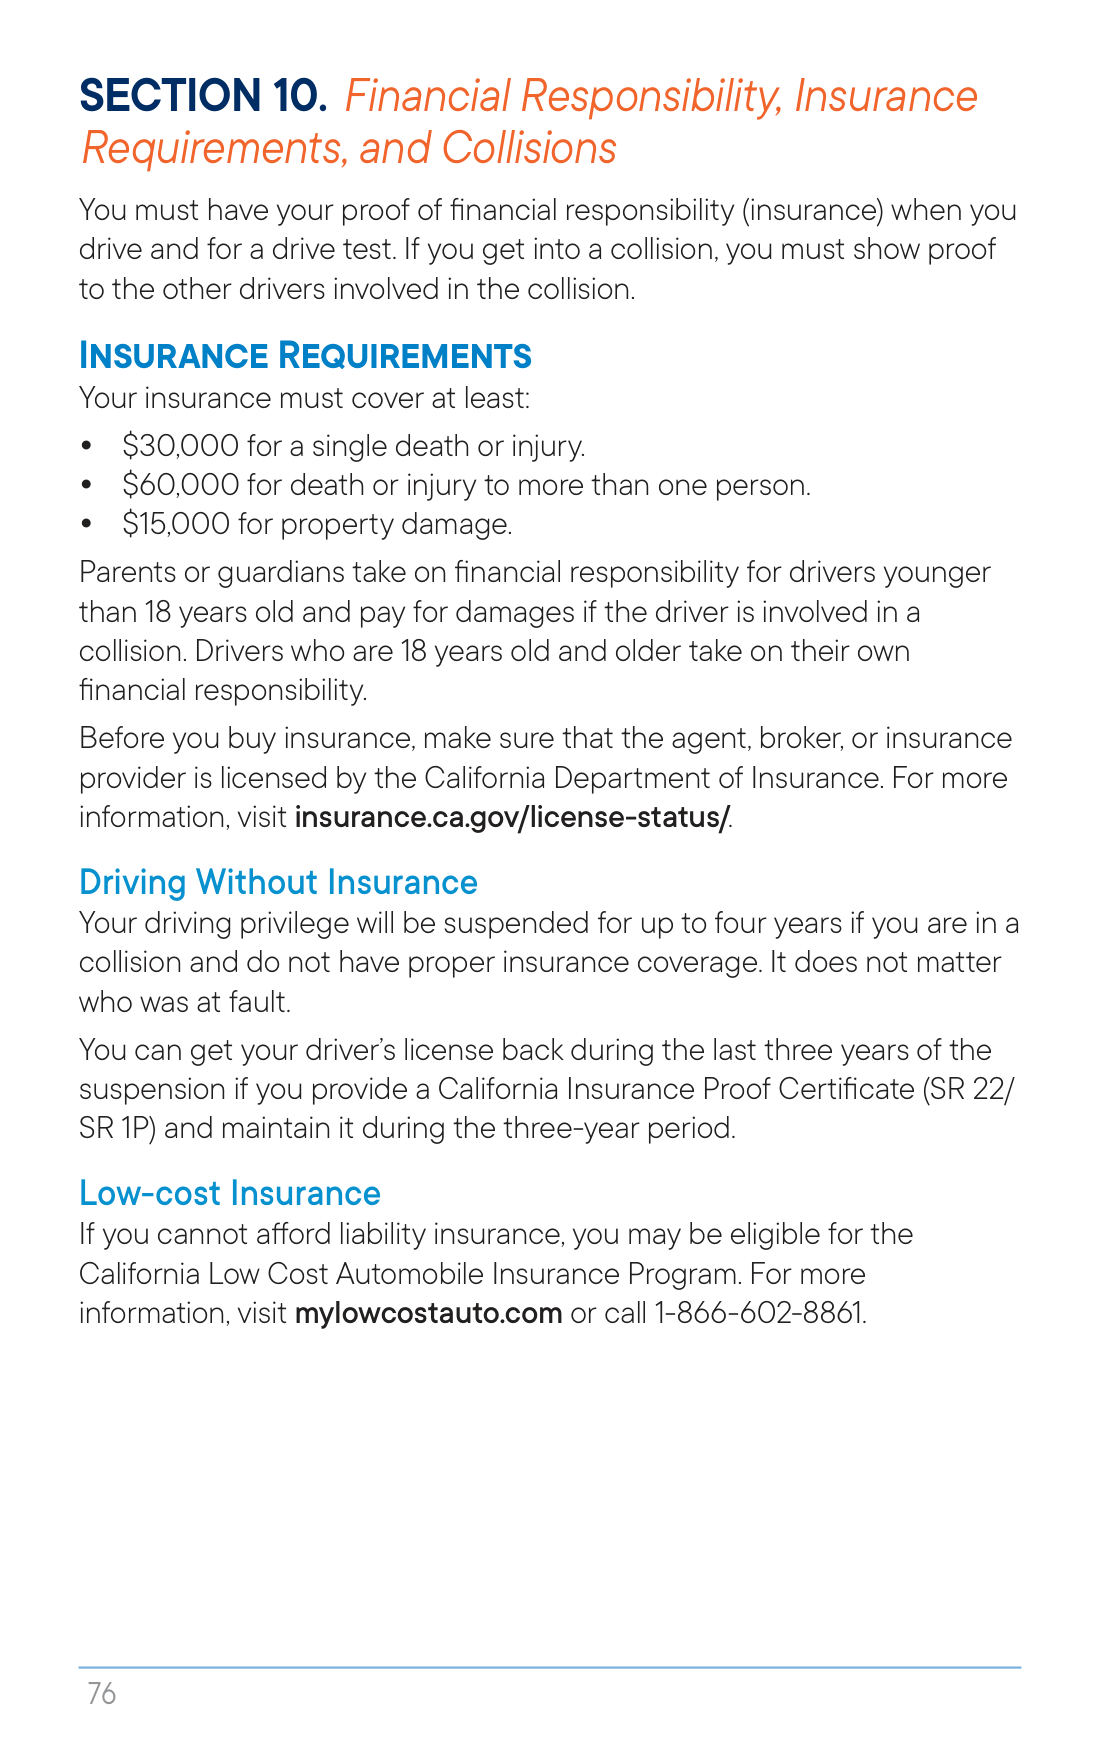 SECTION 10. Financial Responsibility, Insurance
Requirements, and Collisions
You must have your proof of financial responsibility (insurance) when you
drive and for a drive test. If you get into a collision, you must show proof
to the other drivers involved in the collision.
INSURANCE REQUIREMENTS
Your insurance must cover at least:
• $30,000 for a single death or injury.
• $60,000 for death or injury to more than one person.
• $15,000 for property damage.
Parents or guardians take on financial responsibility for drivers younger
than 18 years old and pay for damages if the driver is involved in a
collision. Drivers who are 18 years old and older take on their own
financial responsibility.
Before you buy insurance, make sure that the agent, broker, or insurance
provider is licensed by the California Department of Insurance. For more
information, visit insurance.ca.gov/license-status/.
Driving Without Insurance
Your driving privilege will be suspended for up to four years if you are in a
collision and do not have proper insurance coverage. It does not matter
who was at fault.
You can get your driver’s license back during the last three years of the
suspension if you provide a California Insurance Proof Certificate (SR 22/
SR 1P) and maintain it during the three-year period.
Low-cost Insurance
If you cannot afford liability insurance, you may be eligible for the
California Low Cost Automobile Insurance Program. For more
information, visit mylowcostauto.com or call 1-866-602-8861.
76